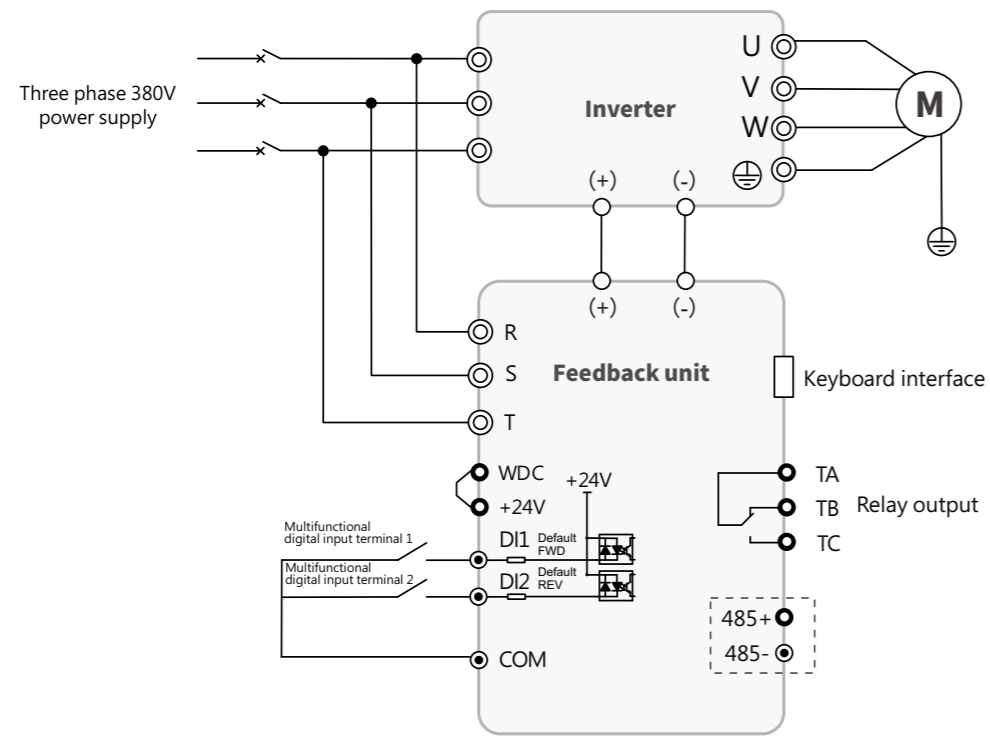 Three phase 380V
power supply
Inverter
U
V
W
M
(+)
(-)
(+)
(-)
R
S
T
Feedback unit
Keyboard interface
WDC
+24V
+24V
TA
TB
TC
Relay output
Multifunctional
digital input terminal 1
DI1
Default
FWD
Multifunctional
digital input terminal 2
DI2
Default
REV
COM
485+
485-